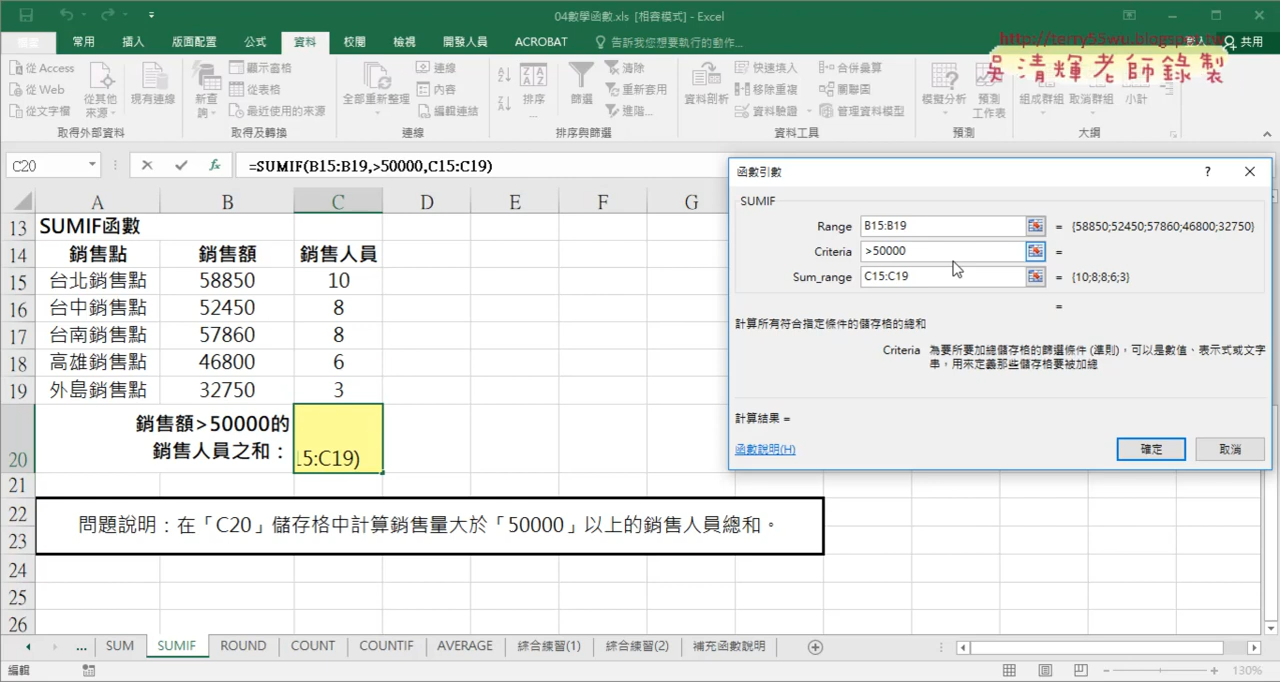 04數學函數.xls [相容模式] - Excel
http://terry55wu.blogspot.tw
吳清輝老師錄製
常用 插入 版面配置 公式 資料 校閱 檢視 開發人員 ACROBAT 告訴我您想要執行的動作... 共用
從 Access
從 Web
從文字檔
從其他來源
現有連線
取得外部資料
新查詢
顯示查詢
從表格
最近使用的來源
取得及轉換
全部重新整理
連線
內容
編輯連結
連線
排序
篩選
清除
重新套用
進階...
排序與篩選
資料剖析
快速填入
移除重複
資料驗證
合併彙算
關聯圖
管理資料模型
資料工具
模擬分析
預測工作表
預測
組成群組
取消群組
小計
大綱
C20
fx
=SUMIF(B15:B19,>50000,C15:C19)
A B C D E F G
13 SUMIF函數
14 銷售點 銷售額 銷售人員
15 台北銷售點 58850 10
16 台中銷售點 52450 8
17 台南銷售點 57860 8
18 高雄銷售點 46800 6
19 外島銷售點 32750 3
銷售額>50000的
20 銷售人員之和：
15:C19)
21
22
23
問題說明：在「C20」儲存格中計算銷售量大於「50000」以上的銷售人員總和。
24
25
26
函數引數
?
SUMIF
Range B15:B19 = {58850;52450;57860;46800;32750}
Criteria >50000 =
Sum_range C15:C19 = {10;8;8;6;3}
=
計算所有符合指定條件的儲存格的總和
Criteria 為要所要加總儲存格的篩選條件 (準則)，可以是數值、表示式或文字
串，用來定義那些儲存格要被加總
計算結果 =
函數說明(H)
確定
取消
... SUM SUMIF ROUND COUNT COUNTIF AVERAGE 綜合練習(1) 綜合練習(2) 補充函數說明
編輯
130%